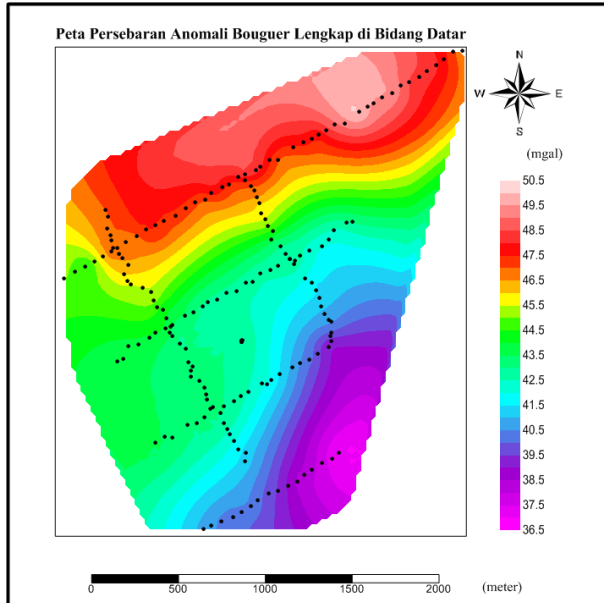 Peta Persebaran Anomali Bouguer Lengkap di Bidang Datar
N
W E
S
(mgal)
50.5
49.5
48.5
47.5
46.5
45.5
44.5
43.5
42.5
41.5
40.5
39.5
38.5
37.5
36.5
0 500 1000 1500 2000 (meter)